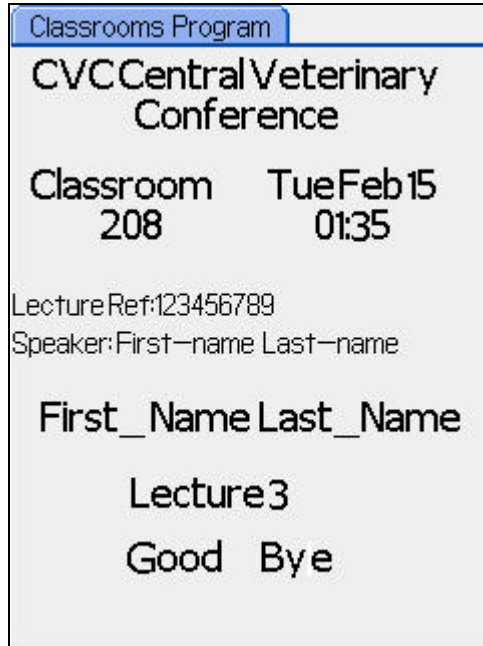 Classrooms Program
CVC Central Veterinary
Conference
Classroom Tue Feb 15
208 01:35
Lecture Ref:123456789
Speaker: First-name Last-name
First_Name Last_Name
Lecture 3
Good Bye